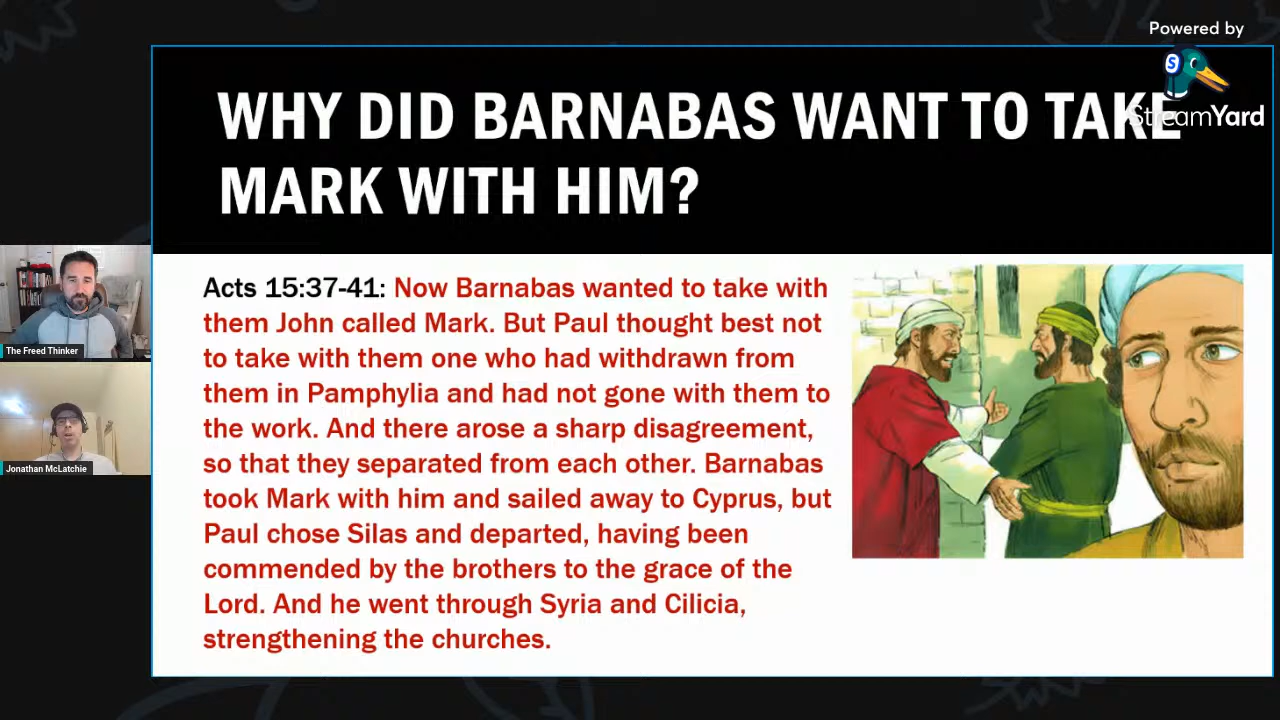 Powered by
StreamYard
WHY DID BARNABAS WANT TO TAKE
MARK WITH HIM?
Acts 15:37-41: Now Barnabas wanted to take with
them John called Mark. But Paul thought best not
to take with them one who had withdrawn from
them in Pamphylia and had not gone with them to
the work. And there arose a sharp disagreement,
so that they separated from each other. Barnabas
took Mark with him and sailed away to Cyprus, but
Paul chose Silas and departed, having been
commended by the brothers to the grace of the
Lord. And he went through Syria and Cilicia,
strengthening the churches.
The Freed Thinker
Jonathan McLatchie